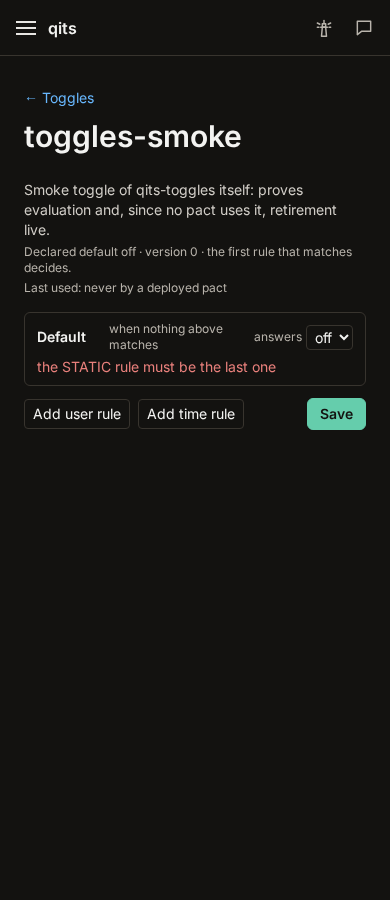 qits
← Toggles
toggles-smoke
Smoke toggle of qits-toggles itself: proves
evaluation and, since no pact uses it, retirement
live.
Declared default off · version 0 · the first rule that matches
decides.
Last used: never by a deployed pact
Default when nothing above matches answers off
the STATIC rule must be the last one
Add user rule Add time rule Save